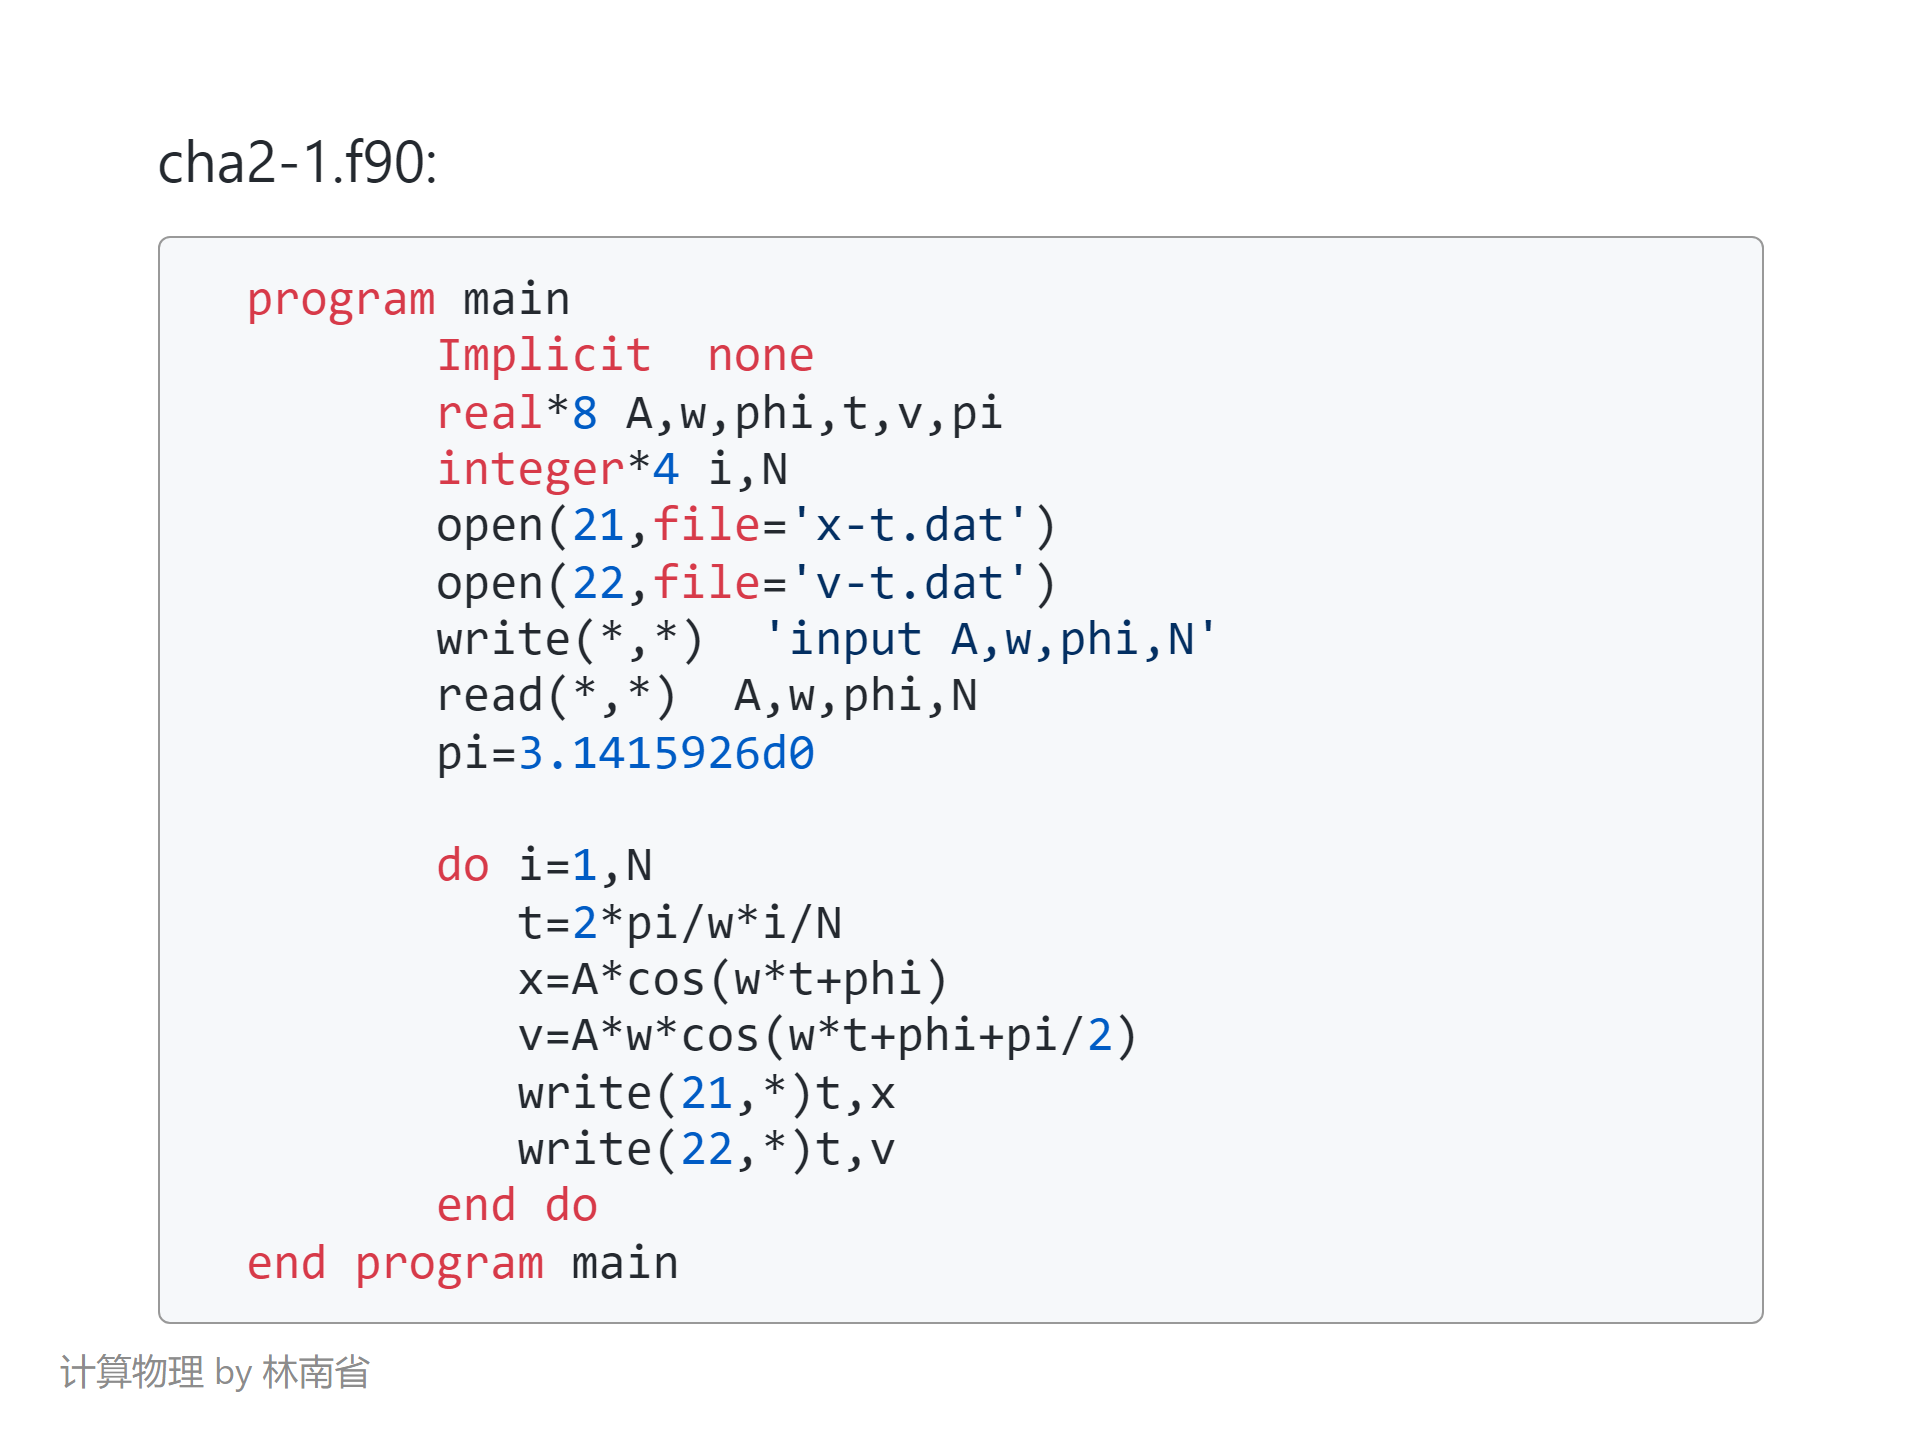 cha2-1.f90:
program main
Implicit  none
real*8 A,w,phi,t,v,pi
integer*4 i,N
open(21,file='x-t.dat')
open(22,file='v-t.dat')
write(*,*)  'input A,w,phi,N'
read(*,*)  A,w,phi,N
pi=3.1415926d0
do i=1,N
t=2*pi/w*i/N
x=A*cos(w*t+phi)
v=A*w*cos(w*t+phi+pi/2)
write(21,*)t,x
write(22,*)t,v
end do
end program main
计算物理 by 林南省